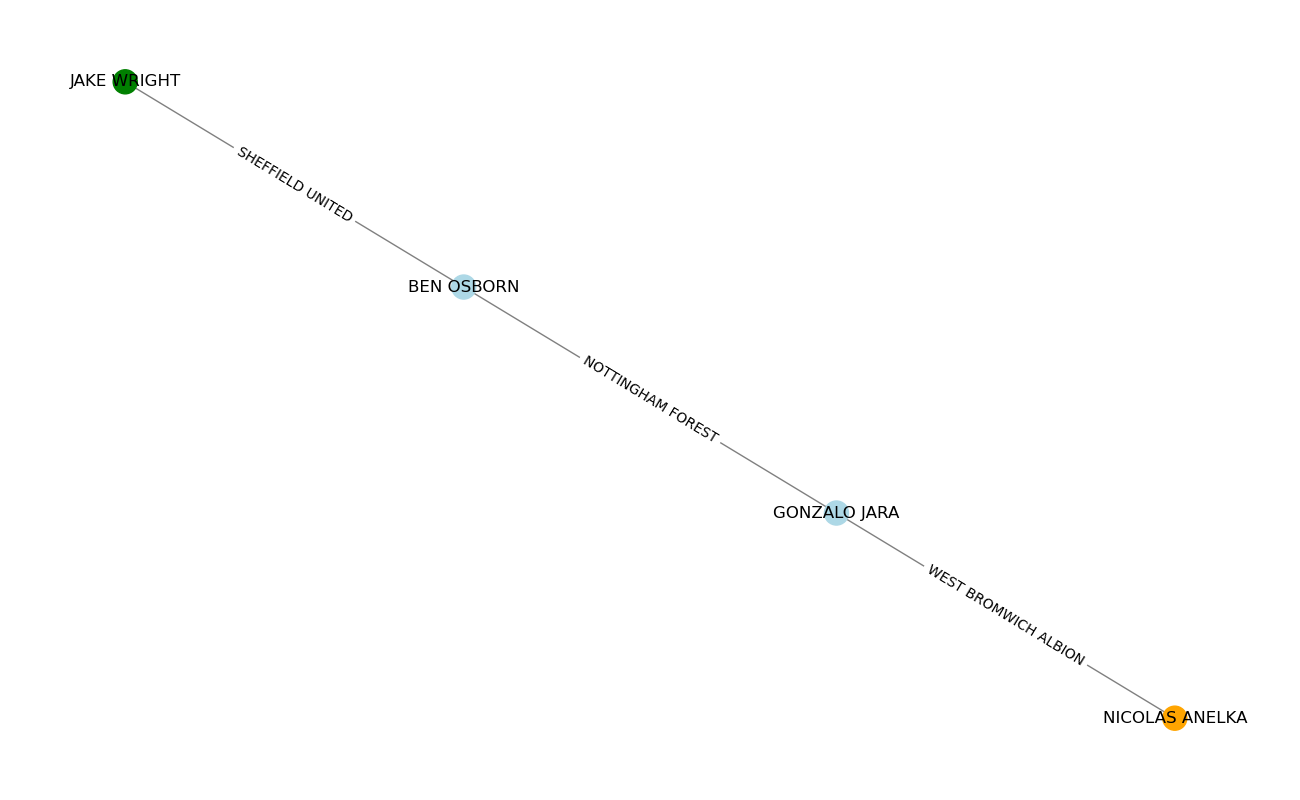 JAKE WRIGHT
SHEFFIELD UNITED
BEN OSBORN
NOTTINGHAM FOREST
GONZALO JARA
WEST BROMWICH ALBION
NICOLAS ANELKA